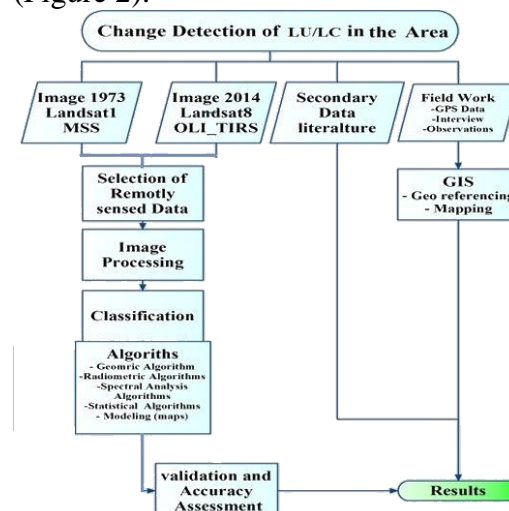 (Figure 2).
Change Detection of LU/LC in the Area
Image 1973
Landsat1
MSS
Image 2014
Landsat8
OLI_TIRS
Secondary
Data
literalture
Field Work
-GPS Data
-Interview
-Observations
Selection of
Remotly
sensed Data
GIS
- Geo referencing
- Mapping
Image
Processing
Classification
Algoriths
- Geomric Algorithm
-Radiometric Algorithms
-Spectral Analysis
Algorithms
-Statistical Algorithms
- Modeling (maps)
validation and
Accuracy
Assessment
Results